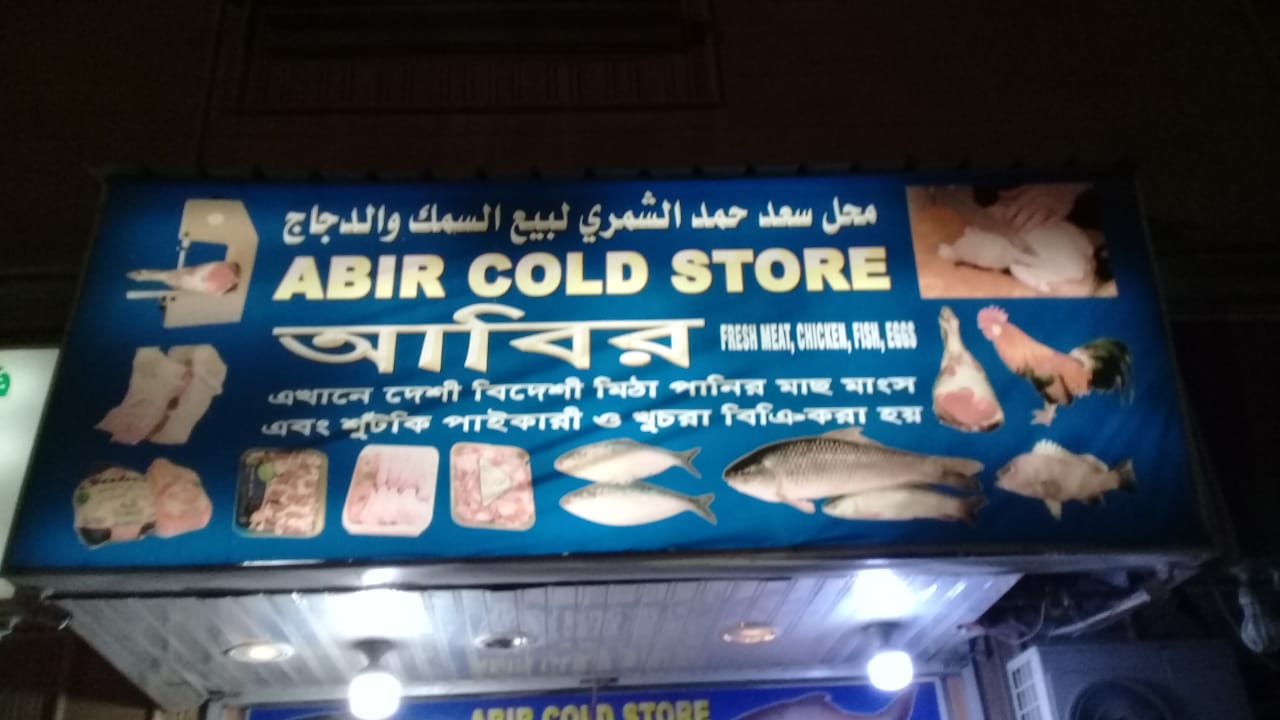 محل سعد حمد الشمري لبيع السمك والدجاج
ABIR COLD STORE
আবির
FRESH MEAT, CHICKEN, FISH, EGGS
এখানে দেশী বিদেশী মিঠা পানির মাছ মাংস
এবং শুঁটকি পাইকারী ও খুচরা বিক্রি-করা হয়
ABIR COLD STORE